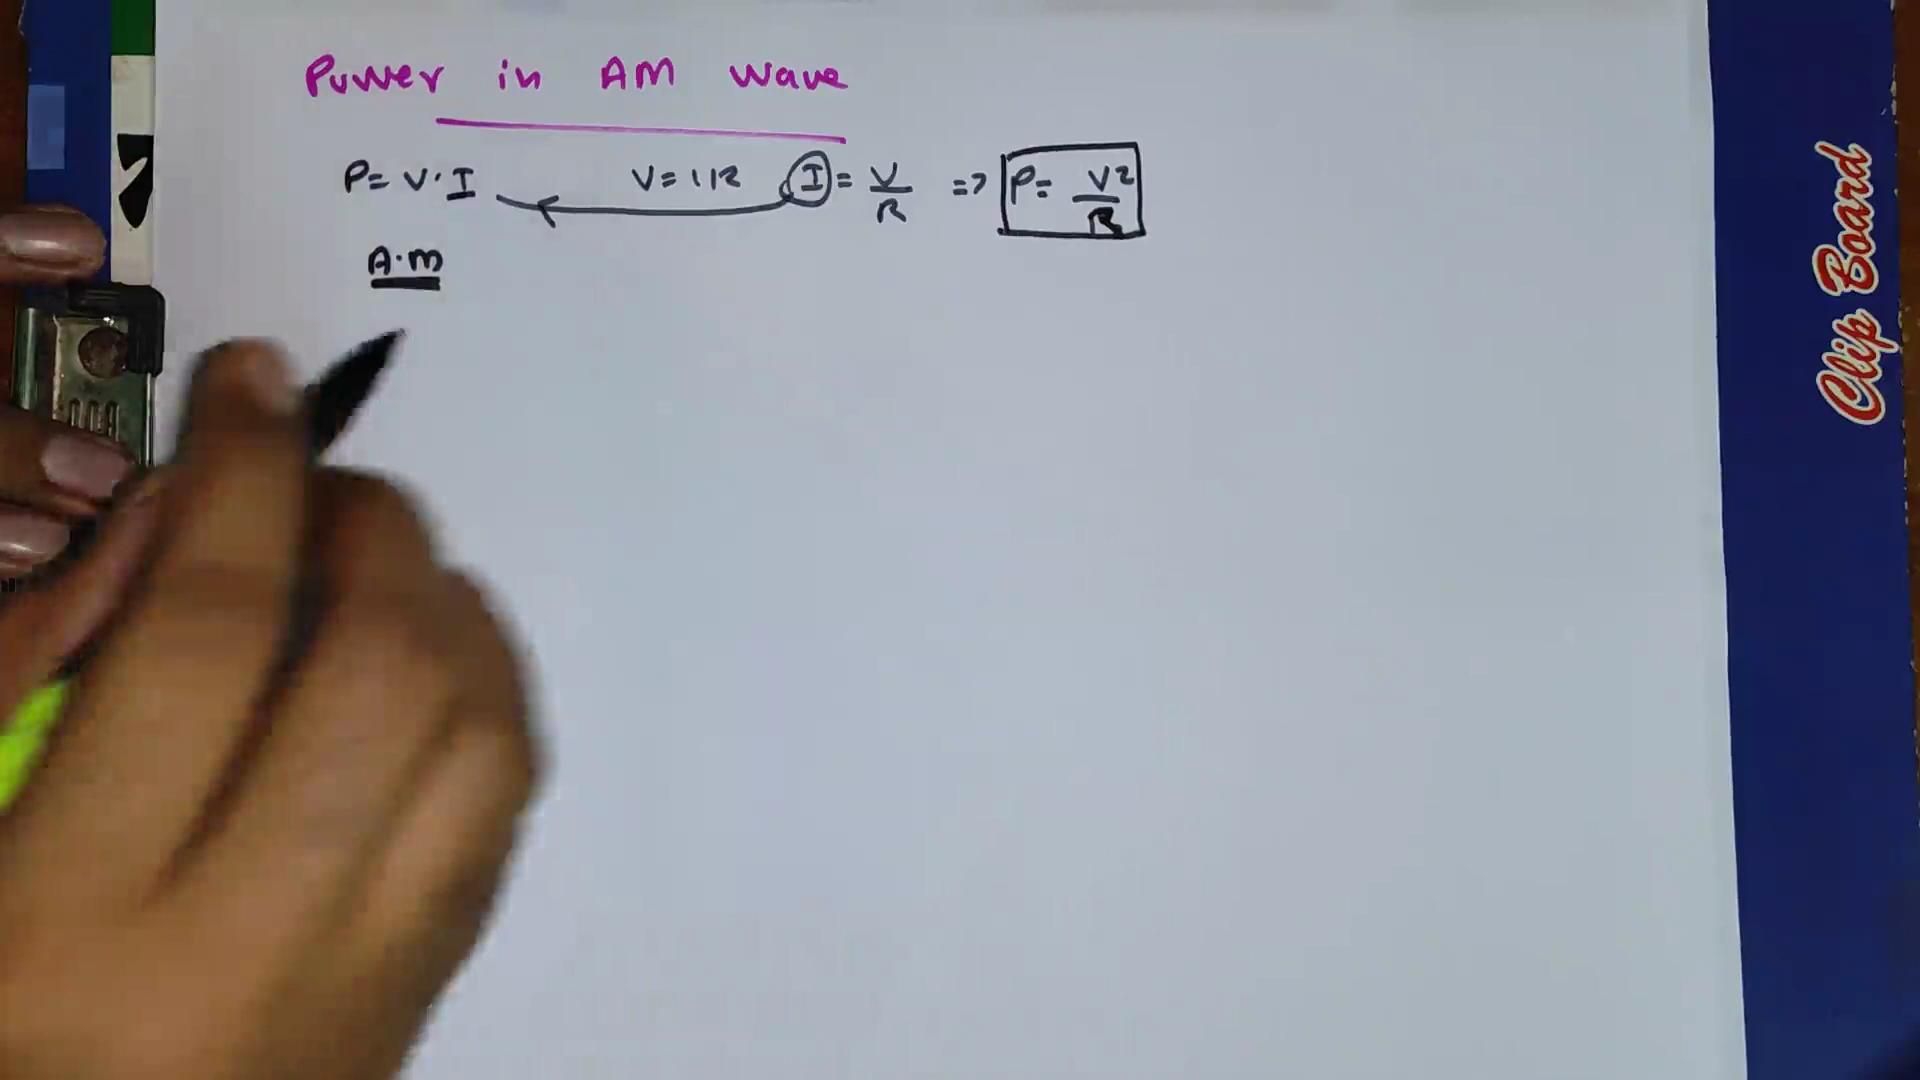 Power in AM Wave
P= V·I V=IR I= V/R => P= V2/R
A.M
Clip Board